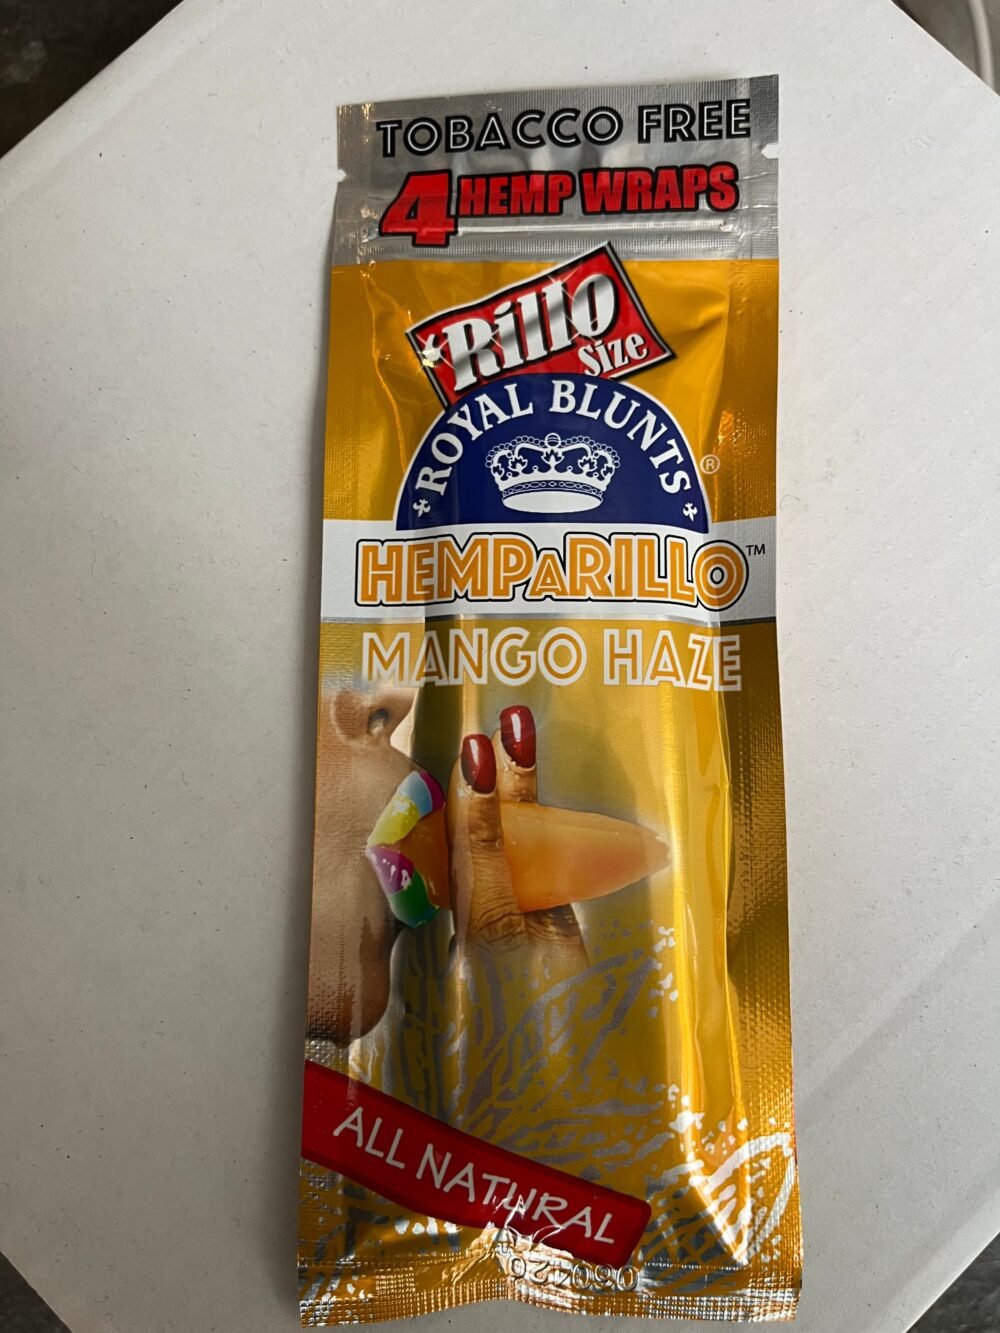 TOBACCO FREE
4 HEMP WRAPS
Rillo
Size
ROYAL BLUNTS
®
HEMPARILLO™
MANGO HAZE
ALL NATURAL